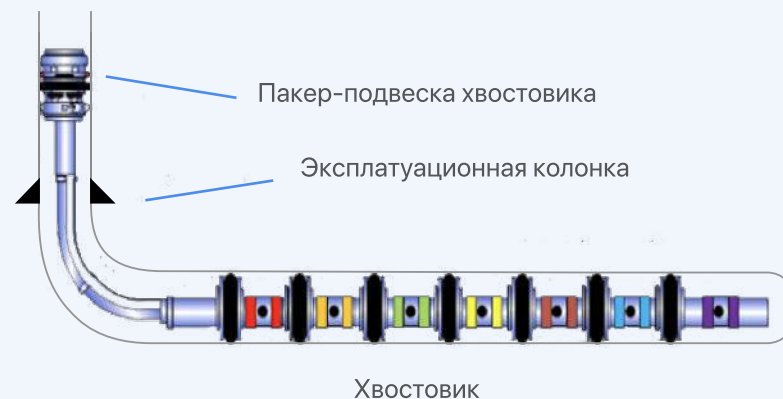 Пакер-подвеска хвостовика
Эксплатуационная колонка
Хвостовик